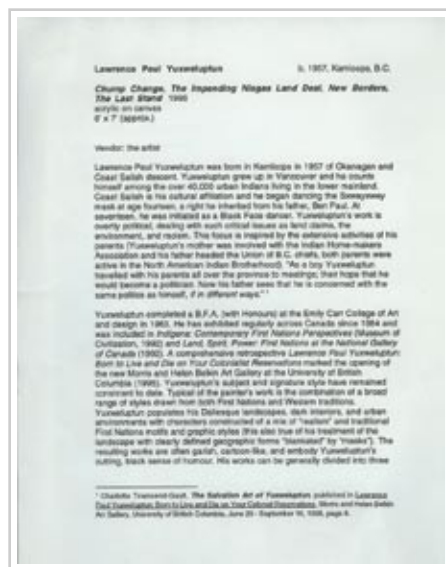 Lawrence Paul Yuxweluptun b. 1957, Kamloops, B.C.
Chump Change, The Impending Nisgaa Land Deal, New Borders,
The Last Stand 1996
acrylic on canvas
6' x 7' (approx.)
Vendor: the artist
Lawrence Paul Yuxweluptun was born in Kamloops in 1957 of Okanagan and
Coast Salish descent. Yuxweluptun grew up in Vancouver and he counts
himself among the over 40,000 urban Indians living in the lower mainland.
Coast Salish is his cultural affiliation and he began dancing the Sxwayxwey
mask at age fourteen, a right he inherited from his father, Ben Paul. At
seventeen, he was initiated as a Black Face dancer. Yuxweluptun's work is
overtly political, dealing with such critical issues as land claims, the
environment, and racism. This focus is inspired by the extensive activities of his
parents (Yuxweluptun's mother was involved with the Indian Home-makers
Association and his father headed the Union of B.C. chiefs, both parents were
active in the North American Indian Brotherhood). "As a boy Yuxweluptun
travelled with his parents all over the province to meetings; their hope that he
would become a politician. Now his father sees that he is concerned with the
same politics as himself, if in different ways." ¹
Yuxweluptun completed a B.F.A. (with Honours) at the Emily Carr College of Art
and design in 1983. He has exhibited regularly across Canada since 1984 and
was included in Indigena: Contemporary First Nations Perspectives (Museum of
Civilization, 1992) and Land, Spirit, Power: First Nations at the National Gallery
of Canada (1992). A comprehensive retrospective Lawrence Paul Yuxweluptun:
Born to Live and Die on Your Colonialist Reservations marked the opening of
the new Morris and Helen Belkin Art Gallery at the University of British
Columbia (1995). Yuxweluptun's subject and signature style have remained
constant to date. Typical of the painter's work is the combination of a broad
range of styles drawn from both First Nations and Western traditions.
Yuxweluptun populates his Daliesque landscapes, dark interiors, and urban
environments with characters constructed of a mix of "realism" and traditional
First Nations motifs and graphic styles (this also true of his treatment of the
landscape with clearly defined geographic forms "blanketed" by "masks"). The
resulting works are often garish, cartoon-like, and embody Yuxweluptun's
cutting, black sense of humour. His works can be generally divided into three
¹ Charlotte Townsend-Gault, The Salvation Art of Yuxweluptun, published in Lawrence
Paul Yuxweluptun: Born to Live and Die on Your Colonialist Reservations, Morris and Helen Belkin
Art Gallery, University of British Columbia, June 20 - September 16, 1995, page 8.